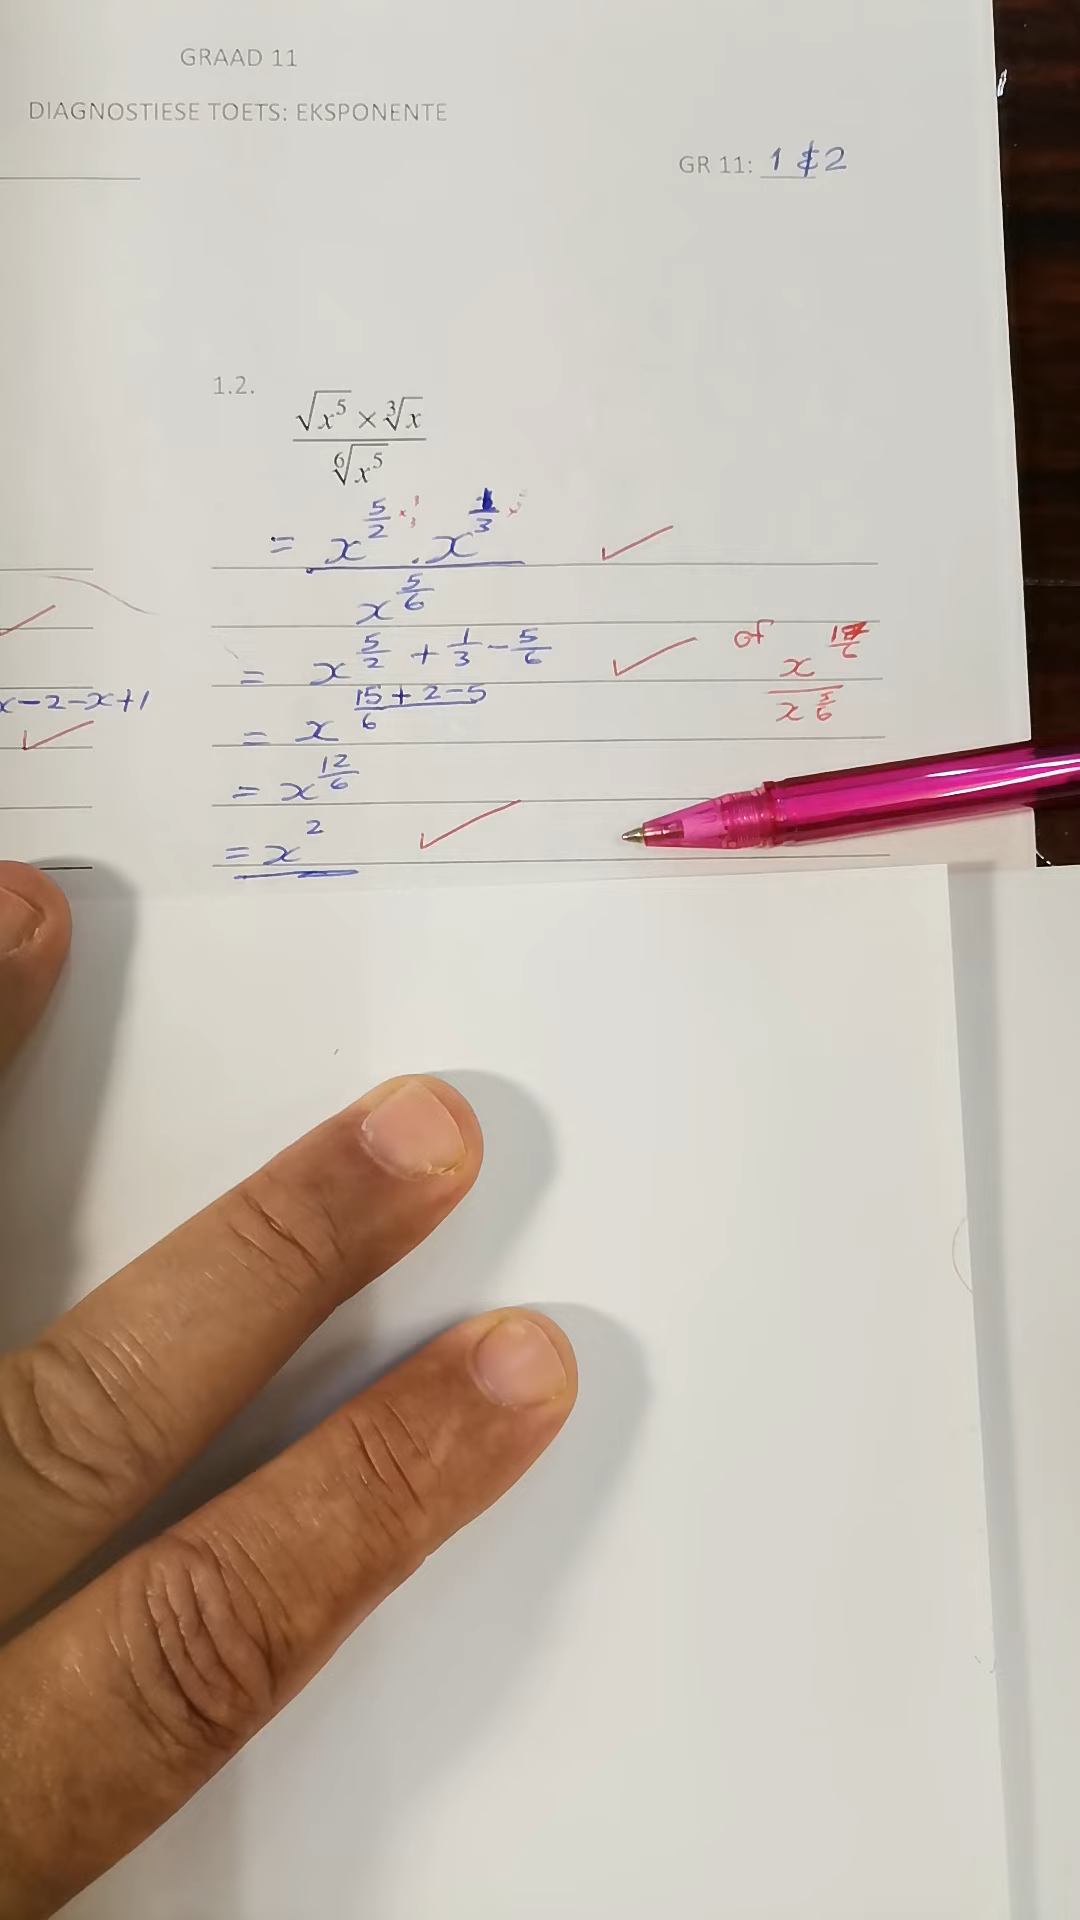 GRAAD 11
DIAGNOSTIESE TOETS: EKSPONENTE
GR 11: 1 & 2
1.2.
√x⁵ × ∛x
⁶√x⁵
= x^(5/2) . x^(1/3)
x^(5/6)
= x^(5/2 + 1/3 − 5/6)
of
x^(5/6)
x−2−x+1
= x^((15+2−5)/6)
= x^(12/6)
= x²